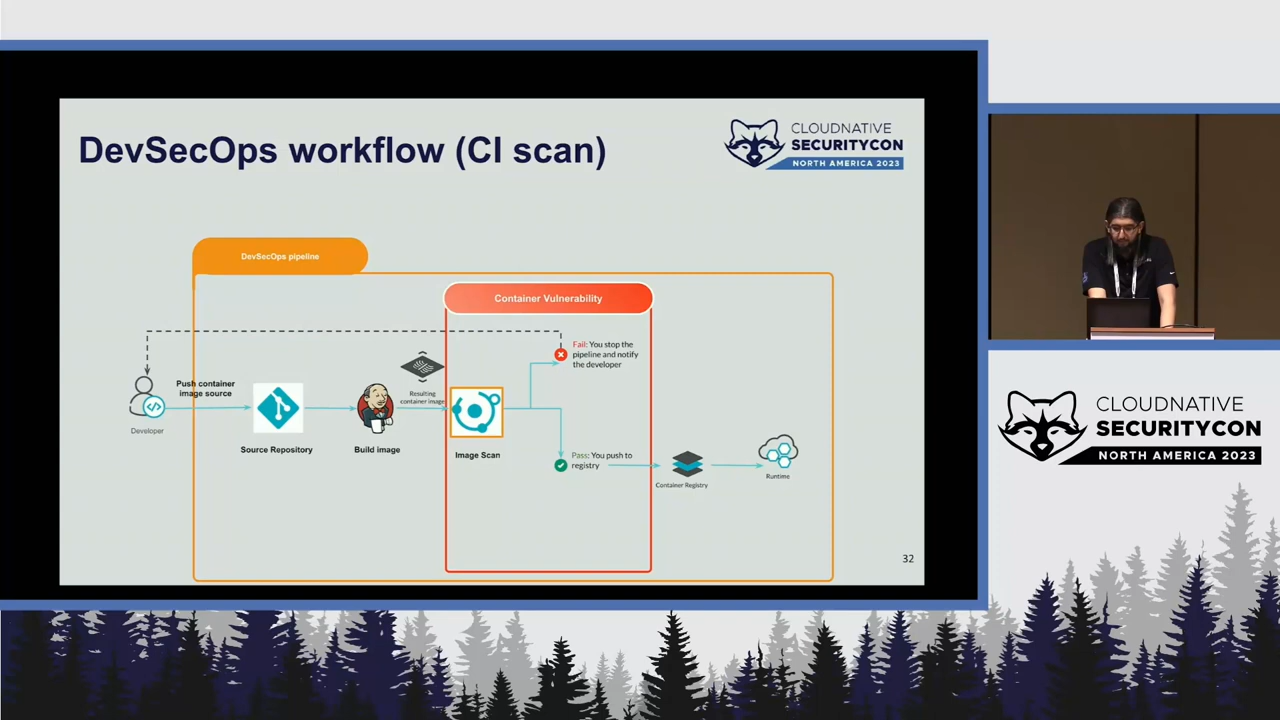 DevSecOps workflow (CI scan)
CLOUDNATIVE
SECURITYCON
NORTH AMERICA 2023
DevSecOps pipeline
Container Vulnerability
Fail: You stop the
pipeline and notify
the developer
Push container
image source
Resulting
container image
Developer
Source Repository
Build image
Image Scan
Pass: You push to
registry
Container Registry
Runtime
32
CLOUDNATIVE
SECURITYCON
NORTH AMERICA 2023